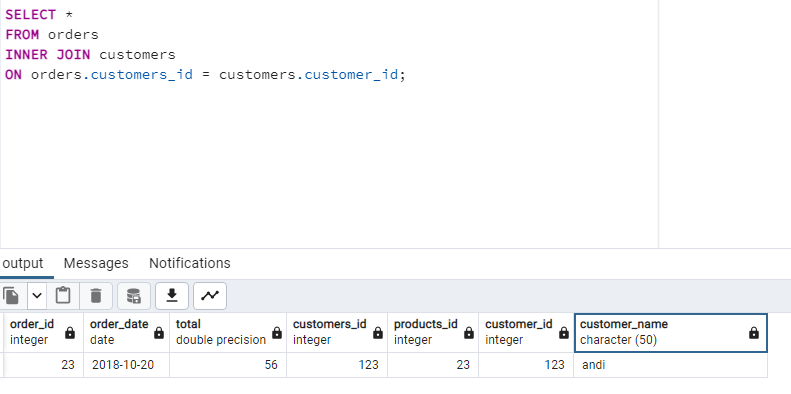 SELECT *
FROM orders
INNER JOIN customers
ON orders.customers_id = customers.customer_id;
output Messages Notifications
order_id order_date total customers_id products_id customer_id customer_name
integer date double precision integer integer integer character (50)
23 2018-10-20 56 123 23 123 andi